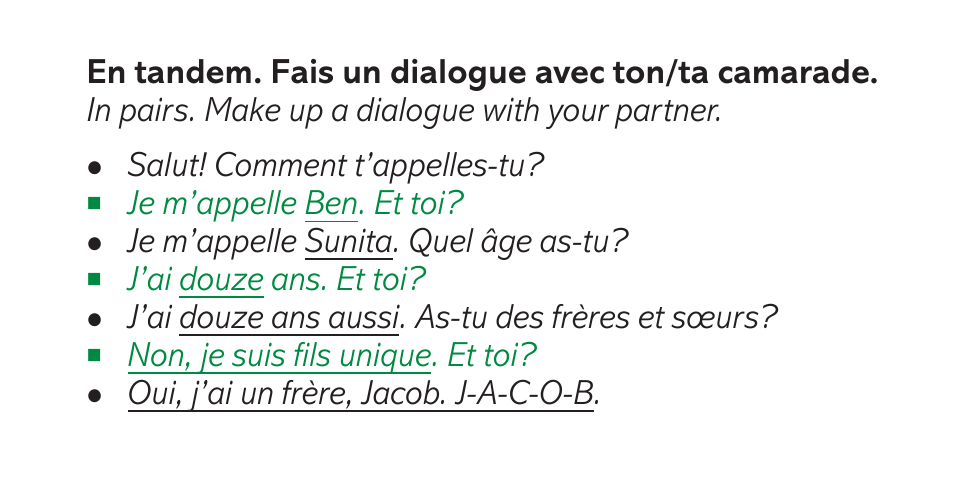 En tandem. Fais un dialogue avec ton/ta camarade.
In pairs. Make up a dialogue with your partner.
• Salut! Comment t’appelles-tu?
■ Je m’appelle Ben. Et toi?
• Je m’appelle Sunita. Quel âge as-tu?
■ J’ai douze ans. Et toi?
• J’ai douze ans aussi. As-tu des frères et sœurs?
■ Non, je suis fils unique. Et toi?
• Oui, j’ai un frère, Jacob. J-A-C-O-B.